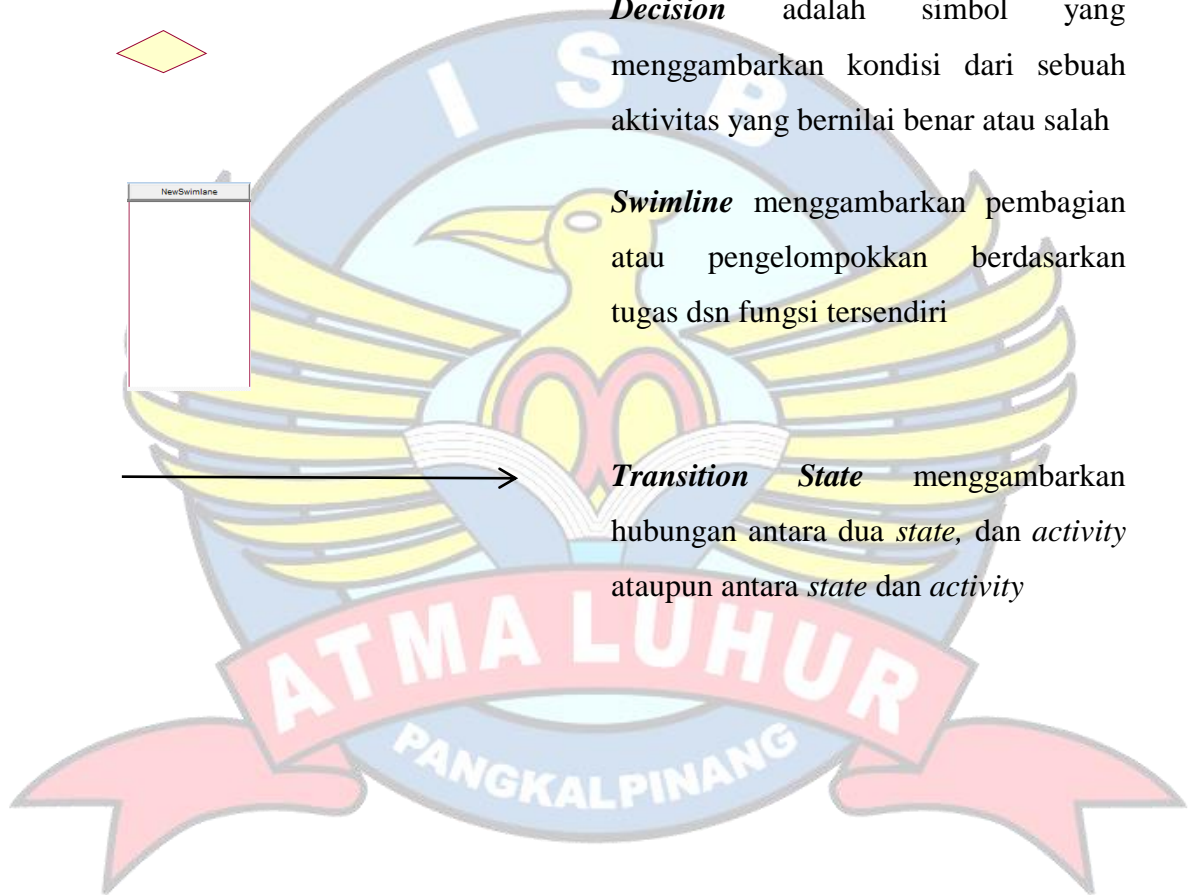 Decision adalah simbol yang
menggambarkan kondisi dari sebuah
aktivitas yang bernilai benar atau salah
NewSwimlane
Swimline menggambarkan pembagian
atau pengelompokkan berdasarkan
tugas dsn fungsi tersendiri
Transition State menggambarkan
hubungan antara dua state, dan activity
ataupun antara state dan activity
I S B
ATMA LUHUR
PANGKALPINANG